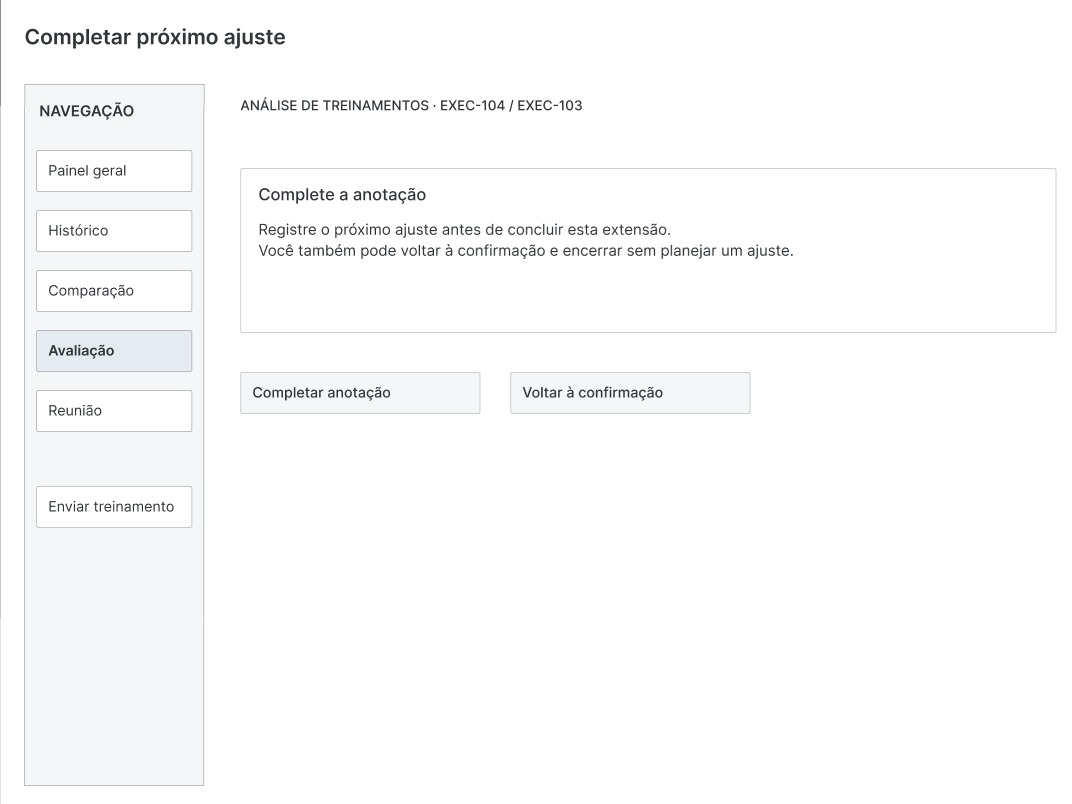 Completar próximo ajuste
NAVEGAÇÃO
Painel geral
Histórico
Comparação
Avaliação
Reunião
Enviar treinamento
ANÁLISE DE TREINAMENTOS · EXEC-104 / EXEC-103
Complete a anotação
Registre o próximo ajuste antes de concluir esta extensão.
Você também pode voltar à confirmação e encerrar sem planejar um ajuste.
Completar anotação
Voltar à confirmação